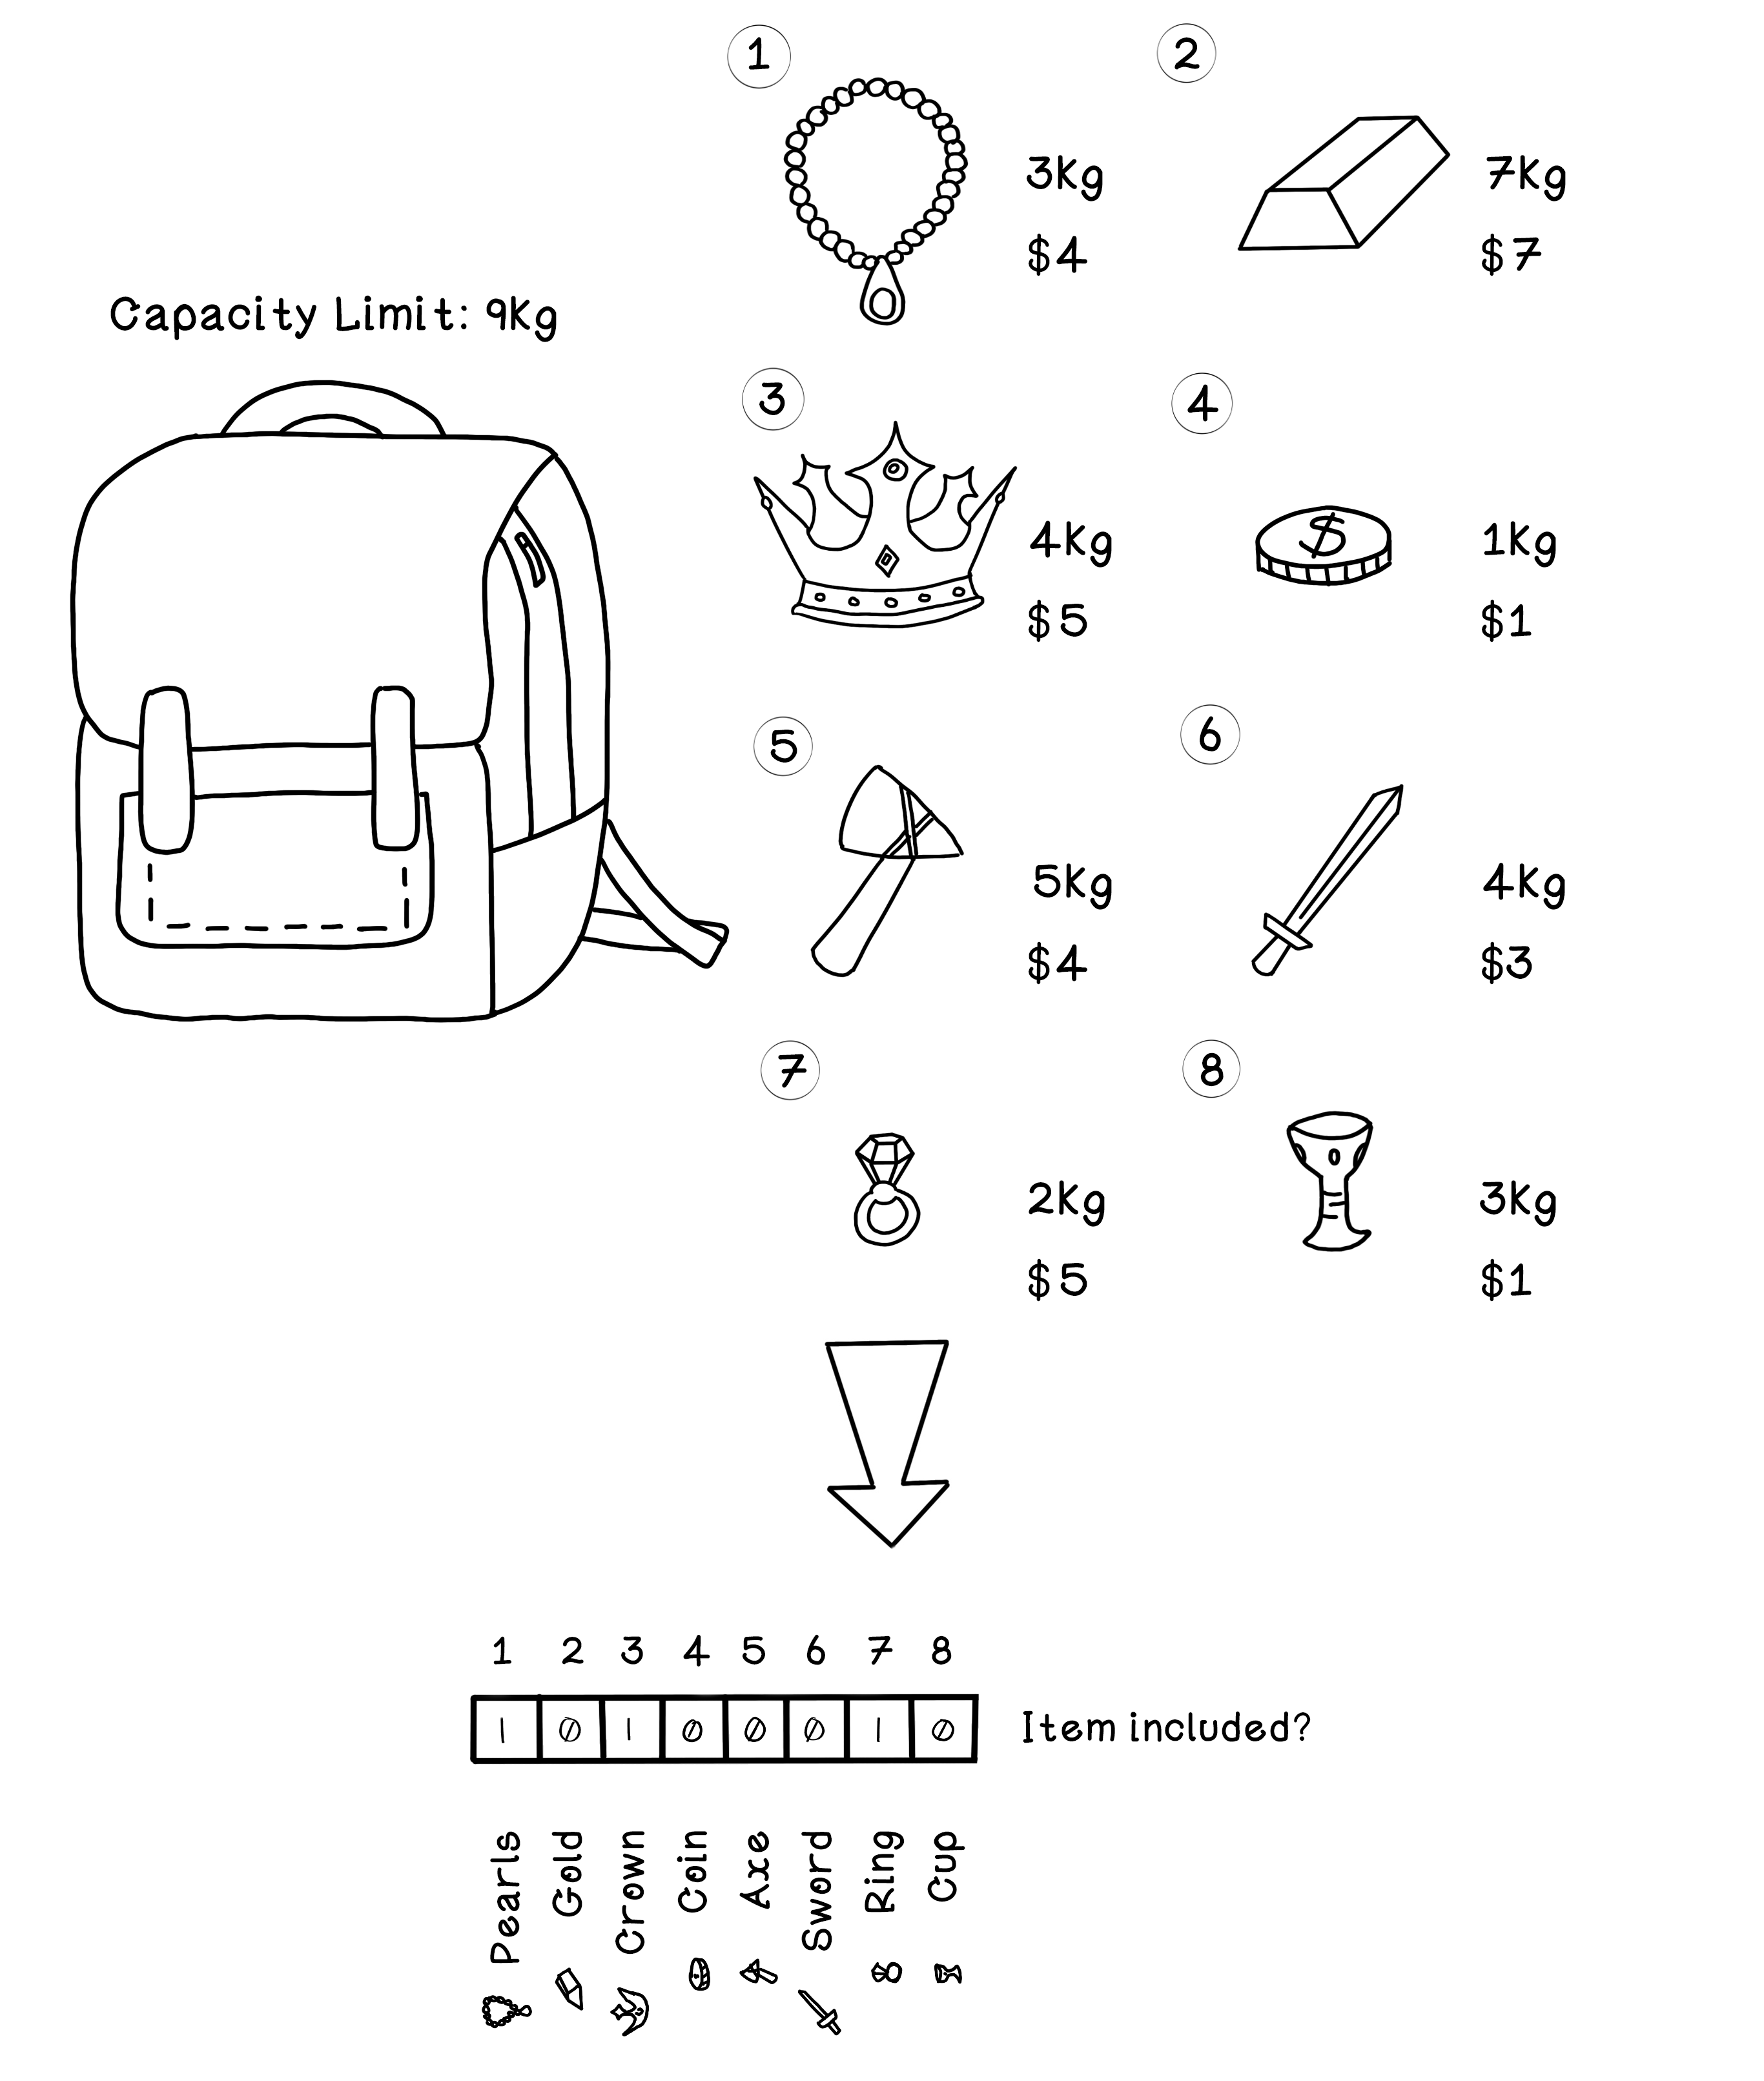 1
2
3Kg
$4
7Kg
$7
Capacity Limit: 9Kg
3
4
4Kg
$5
$
1Kg
$1
5
6
5Kg
$4
4Kg
$3
7
8
2Kg
$5
3Kg
$1
1 2 3 4 5 6 7 8
1 0 1 0 0 0 1 0 Item included?
Pearls
Gold
Crown
Coin
Axe
Sword
Ring
Cup